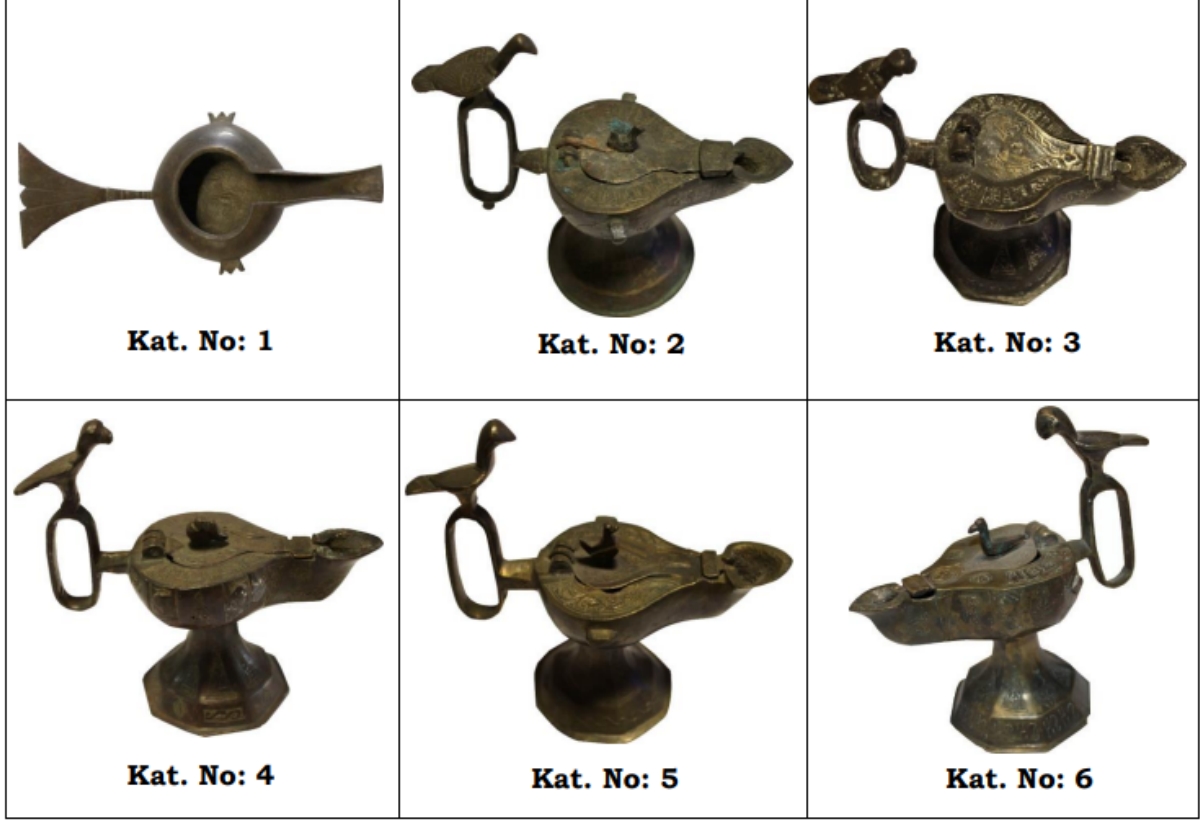 Kat. No: 1
Kat. No: 2
Kat. No: 3
Kat. No: 4
Kat. No: 5
Kat. No: 6